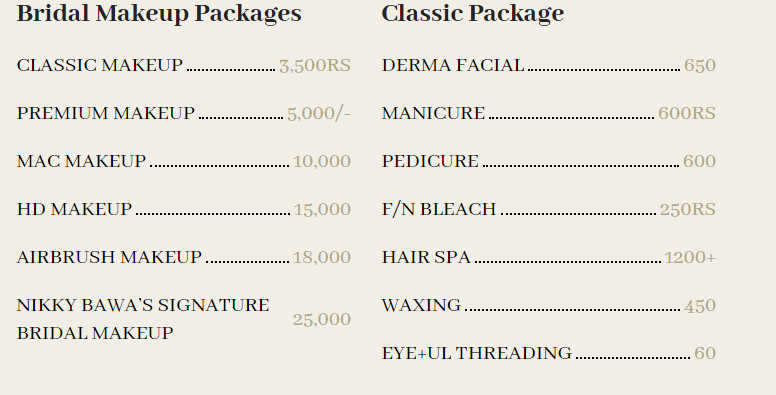 Bridal Makeup Packages
CLASSIC MAKEUP 3,500RS
PREMIUM MAKEUP 5,000/-
MAC MAKEUP 10,000
HD MAKEUP 15,000
AIRBRUSH MAKEUP 18,000
NIKKY BAWA'S SIGNATURE
BRIDAL MAKEUP 25,000
Classic Package
DERMA FACIAL 650
MANICURE 600RS
PEDICURE 600
F/N BLEACH 250RS
HAIR SPA 1200+
WAXING 450
EYE+UL THREADING 60